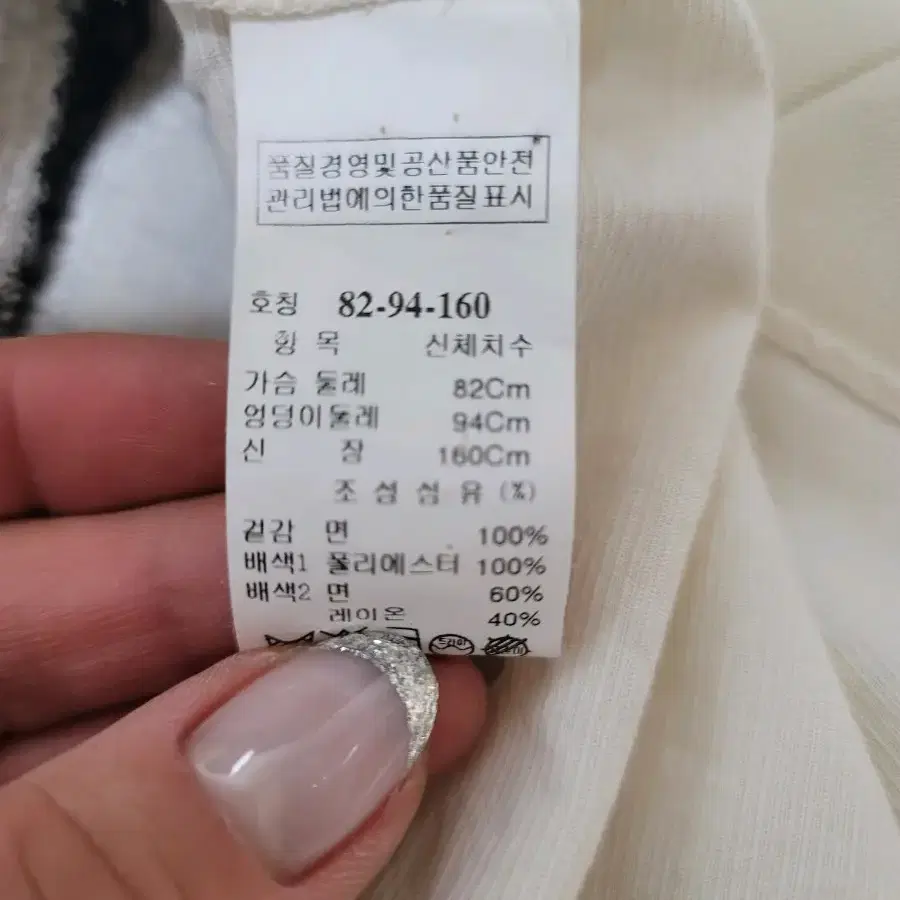 품질경영및공산품안전
관리법에의한품질표시
호칭 82-94-160
항 목 신체치수
가슴 둘레 82Cm
엉덩이둘레 94Cm
신 장 160Cm
조 성 섬 유 (%)
겉감 면 100%
배색1 폴리에스터 100%
배색2 면 60%
레이온 40%
드라이